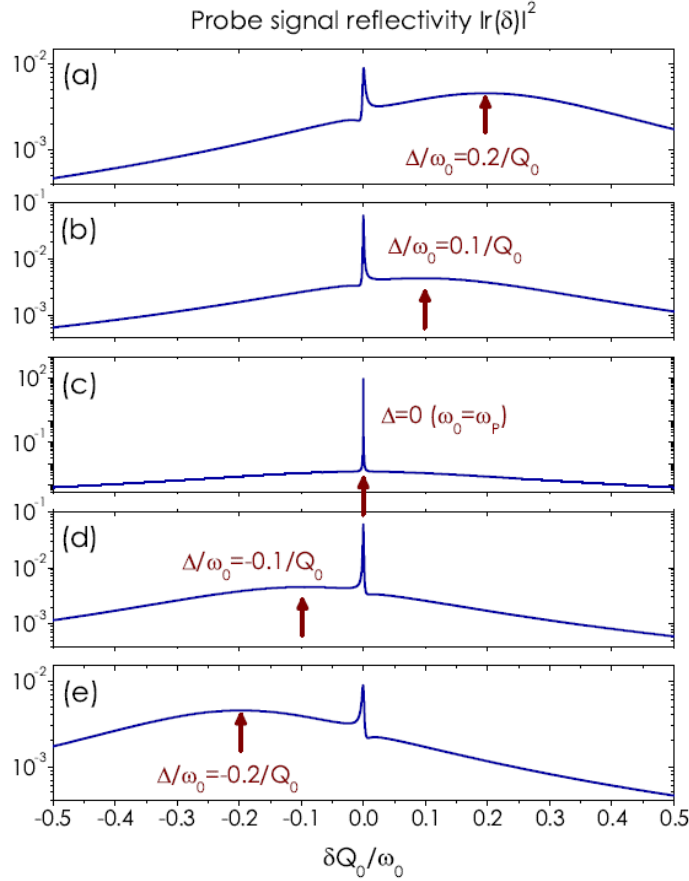 Probe signal reflectivity |r(δ)|²
(a)
10⁻²
10⁻³
Δ/ω₀=0.2/Q₀
(b)
10⁻¹
10⁻²
10⁻³
Δ/ω₀=0.1/Q₀
(c)
10²
10⁻¹
10⁻¹
Δ=0 (ω₀=ω_P)
(d)
10⁻¹
10⁻²
10⁻³
Δ/ω₀=-0.1/Q₀
(e)
10⁻²
10⁻³
Δ/ω₀=-0.2/Q₀
-0.5 -0.4 -0.3 -0.2 -0.1 0.0 0.1 0.2 0.3 0.4 0.5
δQ₀/ω₀